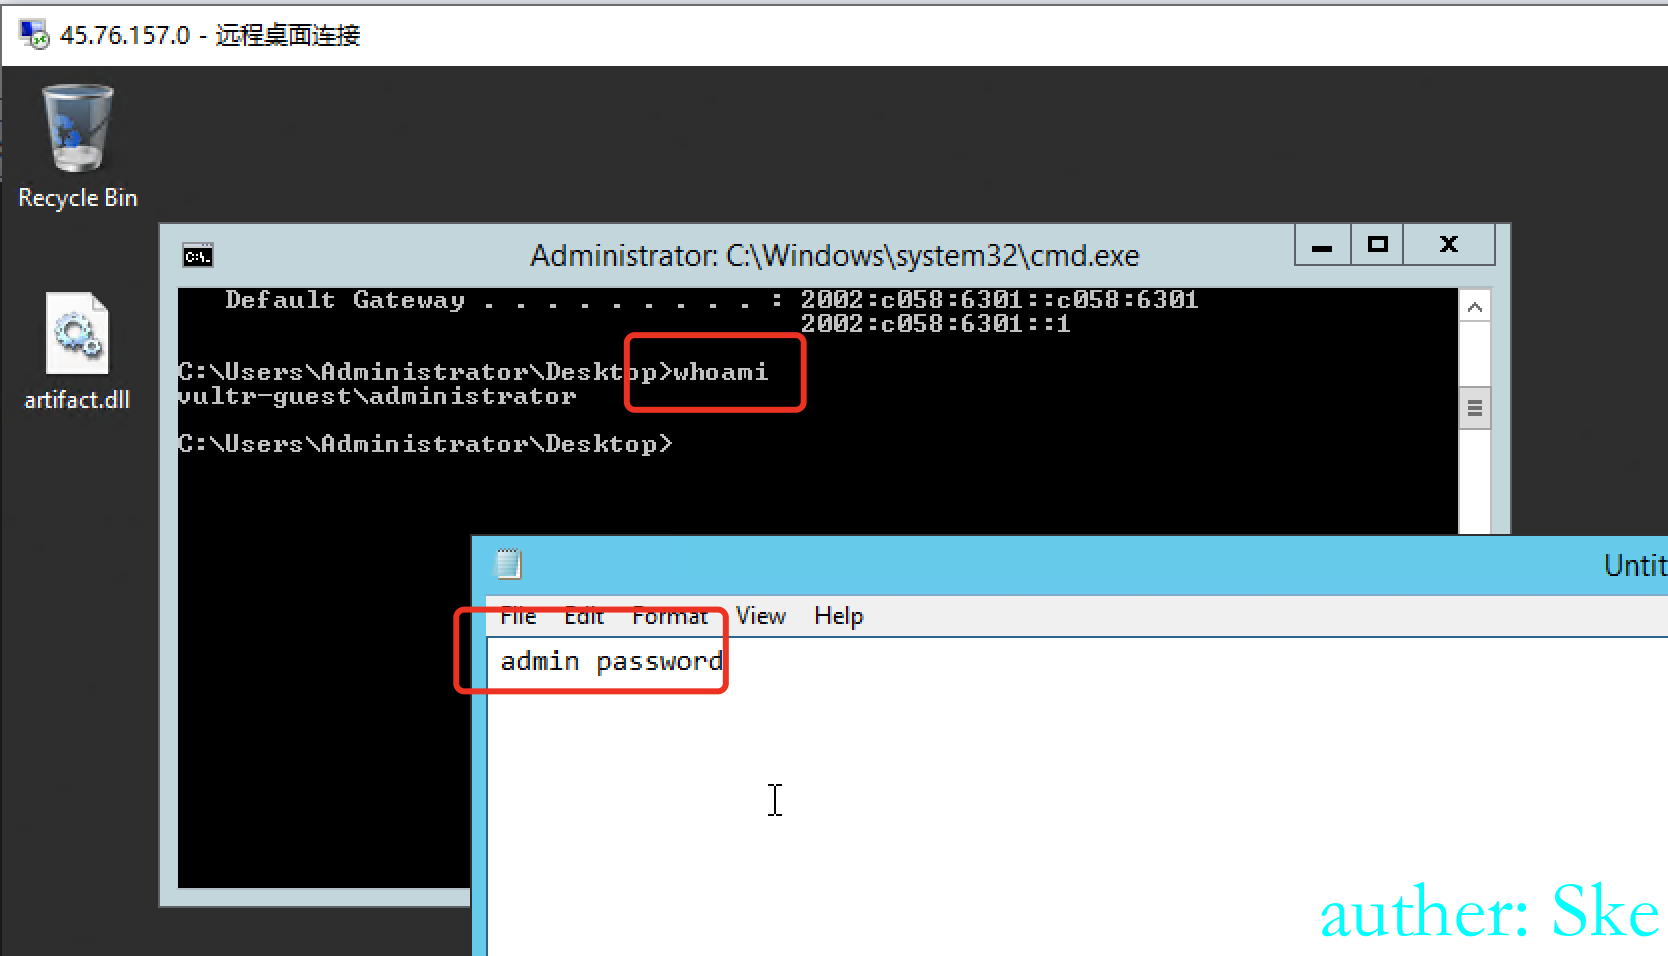 45.76.157.0 - 远程桌面连接
Recycle Bin
artifact.dll
Administrator: C:\Windows\system32\cmd.exe
Default Gateway . . . . . . . . . : 2002:c058:6301::c058:6301
2002:c058:6301::1
C:\Users\Administrator\Desktop>whoami
vultr-guest\administrator
C:\Users\Administrator\Desktop>
Untit
File Edit Format View Help
admin password
auther: Ske